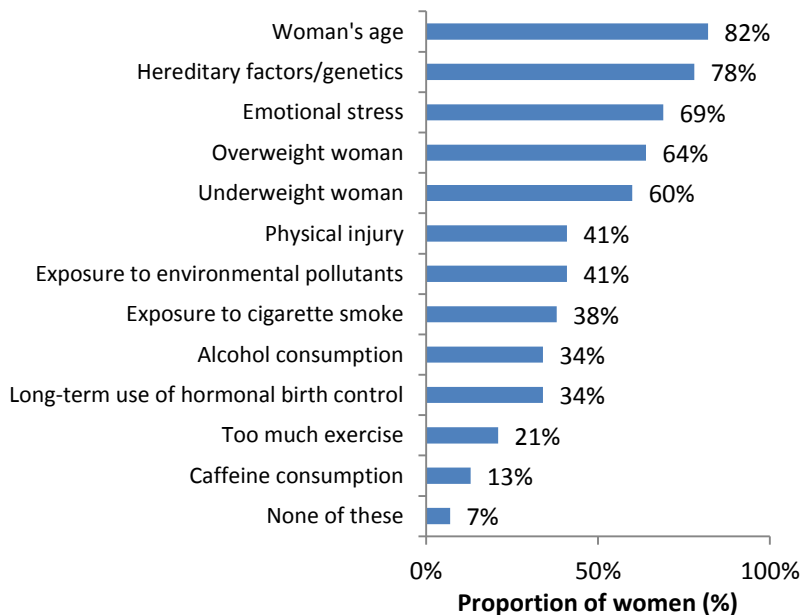 Woman's age 82%
Hereditary factors/genetics 78%
Emotional stress 69%
Overweight woman 64%
Underweight woman 60%
Physical injury 41%
Exposure to environmental pollutants 41%
Exposure to cigarette smoke 38%
Alcohol consumption 34%
Long-term use of hormonal birth control 34%
Too much exercise 21%
Caffeine consumption 13%
None of these 7%
0% 50% 100%
Proportion of women (%)